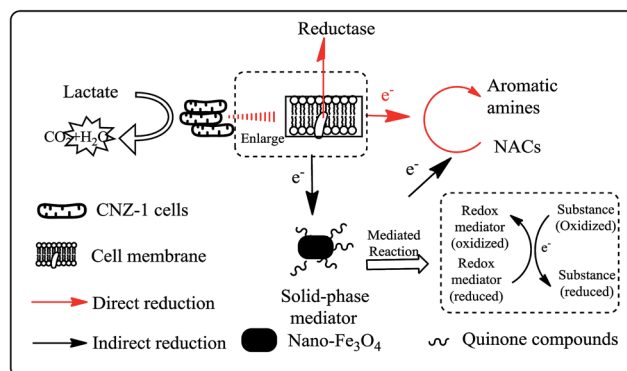 Reductase
Lactate
CO₂+H₂O
Enlarge
e⁻
Aromatic
amines
NACs
e⁻
e⁻
CNZ-1 cells
Cell membrane
Direct reduction
Indirect reduction
Solid-phase
mediator
Nano-Fe₃O₄
Mediated
Reaction
Redox
mediator
(oxidized)
Redox
mediator
(reduced)
Substance
(Oxidized)
e⁻
Substance
(reduced)
Quinone compounds